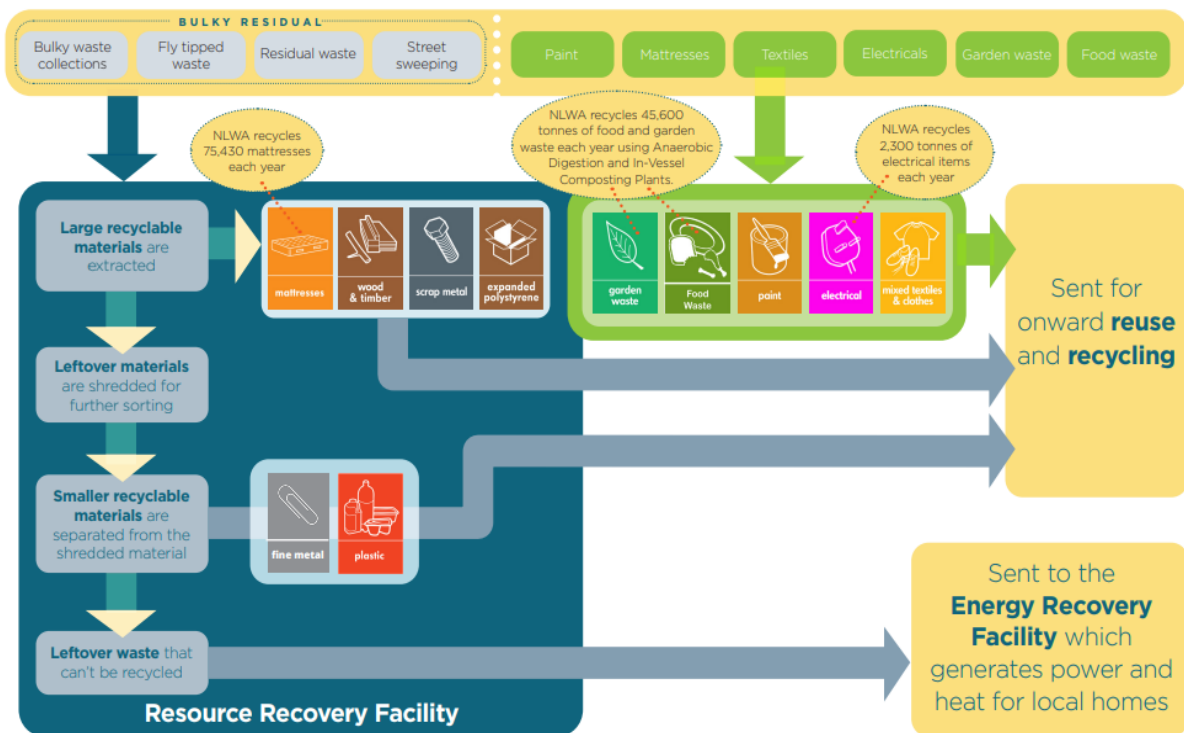 BULKY RESIDUAL
Bulky waste
collections
Fly tipped
waste
Residual waste
Street
sweeping
Paint
Mattresses
Textiles
Electricals
Garden waste
Food waste
NLWA recycles
75,430 mattresses
each year
NLWA recycles 45,600
tonnes of food and garden
waste each year using Anaerobic
Digestion and In-Vessel
Composting Plants.
NLWA recycles
2,300 tonnes of
electrical items
each year
Large recyclable
materials are
extracted
mattresses
wood
& timber
scrap metal
expanded
polystyrene
garden
waste
Food
Waste
paint
electrical
mixed textiles
& clothes
Sent for
onward reuse
and recycling
Leftover materials
are shredded for
further sorting
Smaller recyclable
materials are
separated from the
shredded material
fine metal
plastic
Leftover waste that
can't be recycled
Sent to the
Energy Recovery
Facility which
generates power and
heat for local homes
Resource Recovery Facility